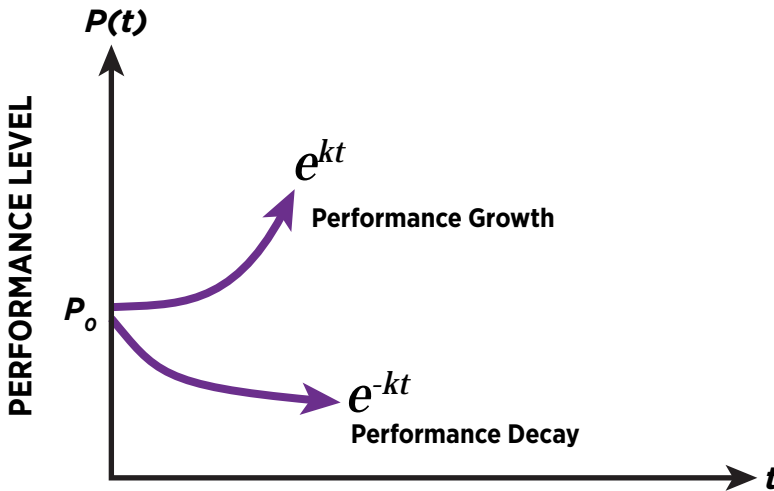 P(t)
PERFORMANCE LEVEL
e^{kt}
Performance Growth
P_o
e^{-kt}
Performance Decay
t